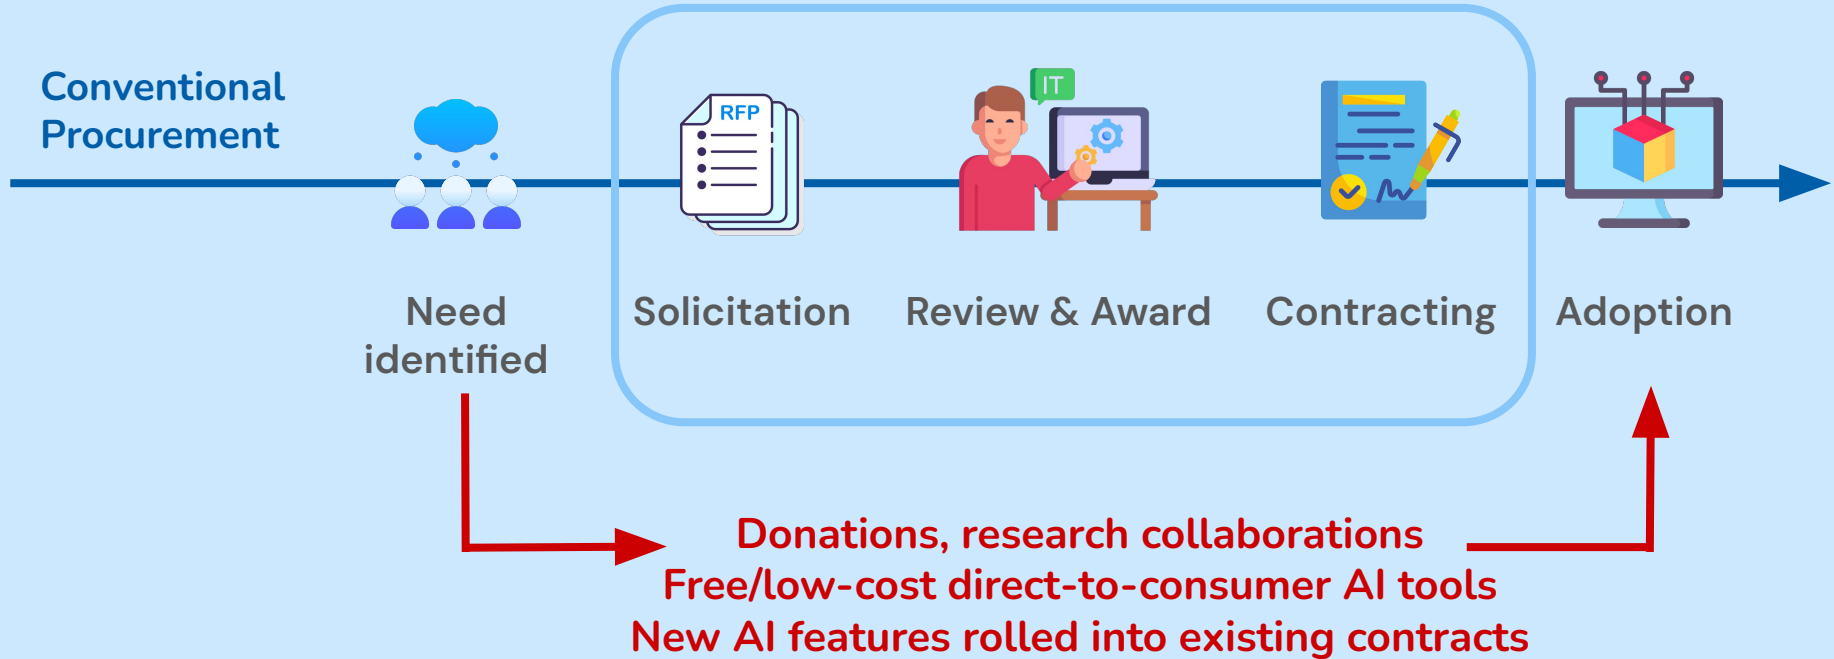 Conventional
Procurement
RFP
IT
Need
identified
Solicitation
Review & Award
Contracting
Adoption
Donations, research collaborations
Free/low-cost direct-to-consumer AI tools
New AI features rolled into existing contracts